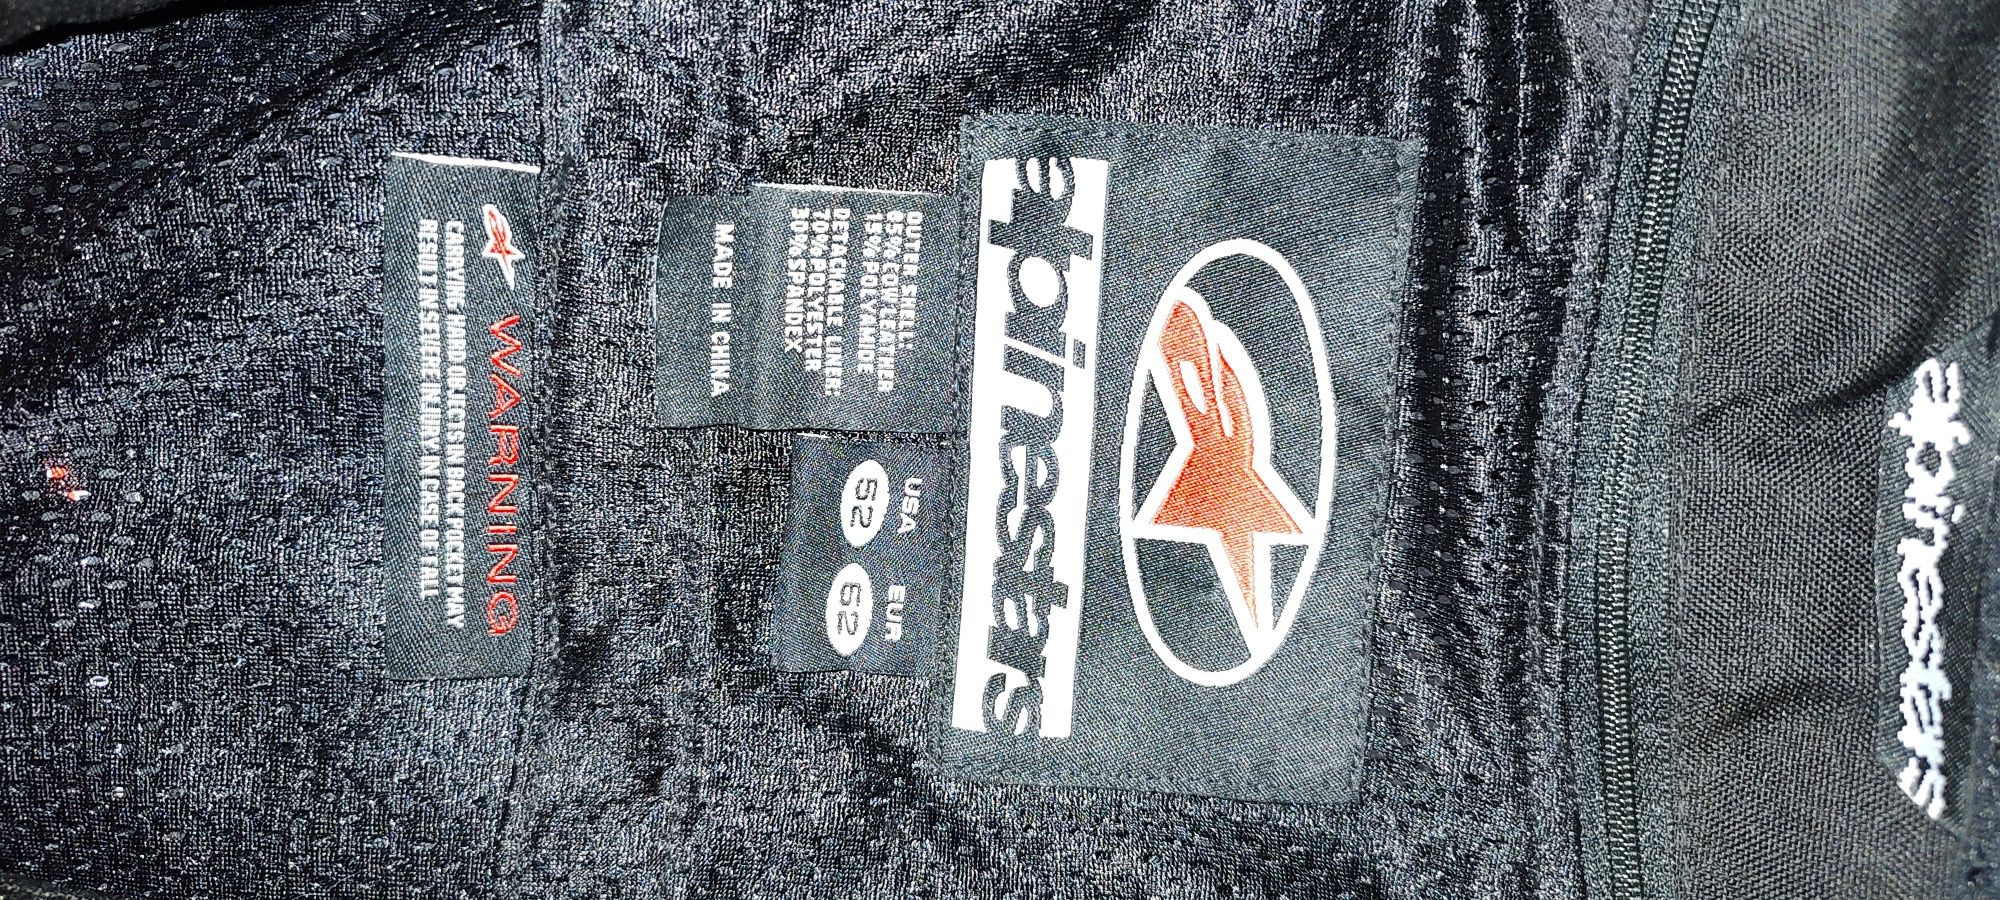 alpinestars
alpinestars
OUTER SHELL:
85% COW LEATHER
15% POLYAMIDE
DETACHABLE LINER:
70% POLYESTER
30% SPANDEX
MADE IN CHINA
USA EUR
52 62
WARNING
CARRYING HARD OBJECTS IN BACK POCKET MAY
RESULT IN SEVERE INJURY IN CASE OF FALL